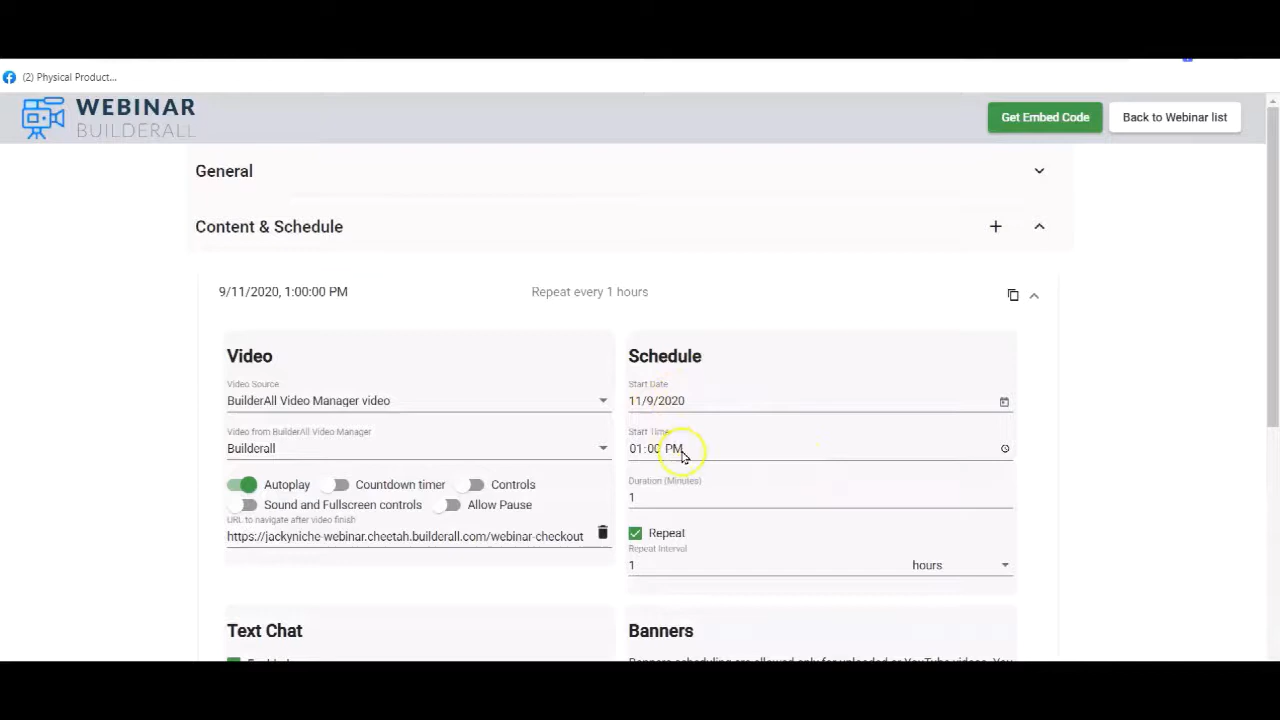 (2) Physical Product...
WEBINAR
BUILDERALL
Get Embed Code
Back to Webinar list
General
Content & Schedule
9/11/2020, 1:00:00 PM
Repeat every 1 hours
Video
Video Source
BuilderAll Video Manager video
Video from BuilderAll Video Manager
Builderall
Autoplay
Countdown timer
Controls
Sound and Fullscreen controls
Allow Pause
URL to navigate after video finish
https://jackyniche-webinar.cheetah.builderall.com/webinar-checkout
Schedule
Start Date
11/9/2020
Start Time
01:00 PM
Duration (Minutes)
1
Repeat
Repeat Interval
1 hours
Text Chat
Banners